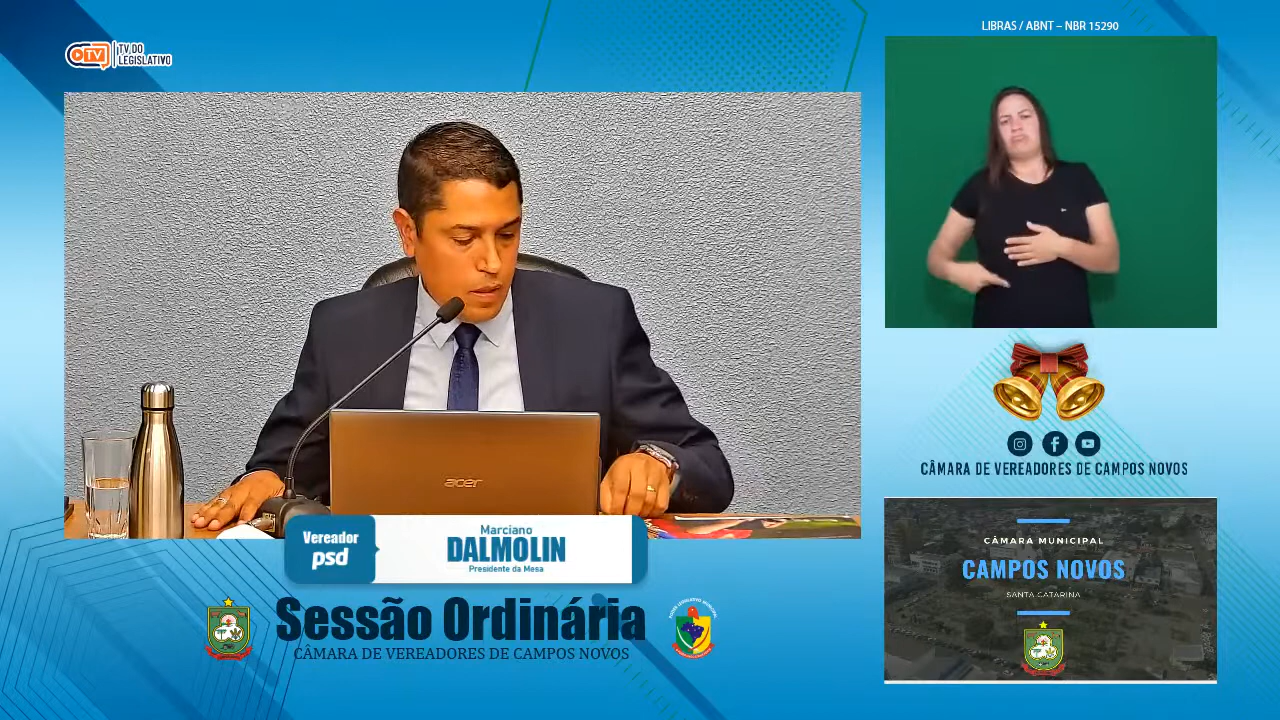 TV
TV DO
LEGISLATIVO
LIBRAS / ABNT – NBR 15290
acer
Vereador
psd
Marciano
DALMOLIN
Presidente da Mesa
Sessão Ordinária
CÂMARA DE VEREADORES DE CAMPOS NOVOS
CÂMARA DE VEREADORES DE CAMPOS NOVOS
CÂMARA MUNICIPAL
CAMPOS NOVOS
SANTA CATARINA